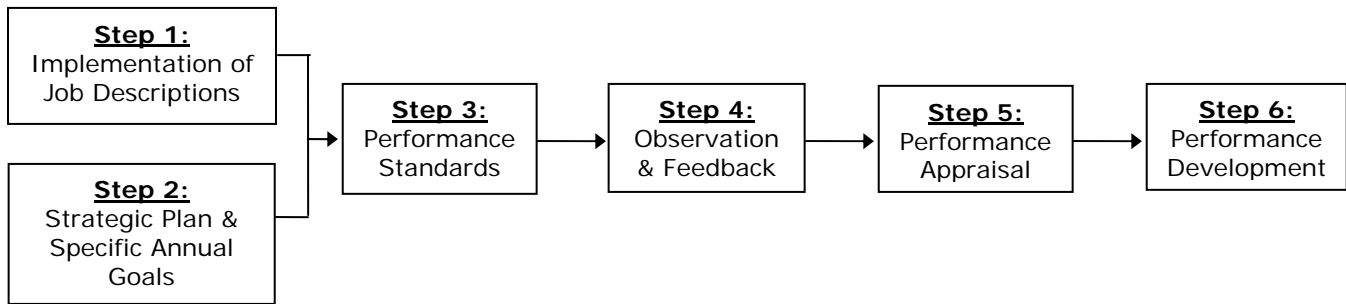 Step 1:
Implementation of
Job Descriptions
Step 2:
Strategic Plan &
Specific Annual
Goals
Step 3:
Performance
Standards
Step 4:
Observation
& Feedback
Step 5:
Performance
Appraisal
Step 6:
Performance
Development